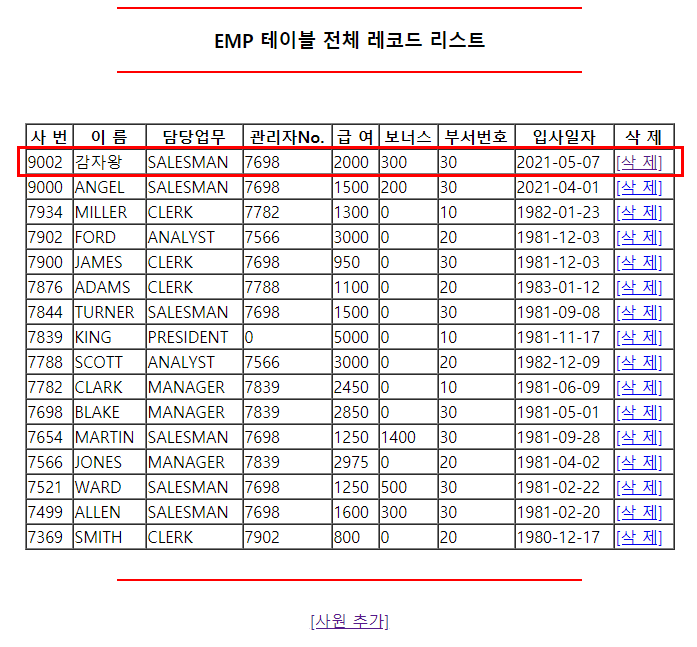 EMP 테이블 전체 레코드 리스트
사 번 이 름 담당업무 관리자No. 급 여 보너스 부서번호 입사일자 삭 제
9002 감자왕 SALESMAN 7698 2000 300 30 2021-05-07 [삭 제]
9000 ANGEL SALESMAN 7698 1500 200 30 2021-04-01 [삭 제]
7934 MILLER CLERK 7782 1300 0 10 1982-01-23 [삭 제]
7902 FORD ANALYST 7566 3000 0 20 1981-12-03 [삭 제]
7900 JAMES CLERK 7698 950 0 30 1981-12-03 [삭 제]
7876 ADAMS CLERK 7788 1100 0 20 1983-01-12 [삭 제]
7844 TURNER SALESMAN 7698 1500 0 30 1981-09-08 [삭 제]
7839 KING PRESIDENT 0 5000 0 10 1981-11-17 [삭 제]
7788 SCOTT ANALYST 7566 3000 0 20 1982-12-09 [삭 제]
7782 CLARK MANAGER 7839 2450 0 10 1981-06-09 [삭 제]
7698 BLAKE MANAGER 7839 2850 0 30 1981-05-01 [삭 제]
7654 MARTIN SALESMAN 7698 1250 1400 30 1981-09-28 [삭 제]
7566 JONES MANAGER 7839 2975 0 20 1981-04-02 [삭 제]
7521 WARD SALESMAN 7698 1250 500 30 1981-02-22 [삭 제]
7499 ALLEN SALESMAN 7698 1600 300 30 1981-02-20 [삭 제]
7369 SMITH CLERK 7902 800 0 20 1980-12-17 [삭 제]
[사원 추가]